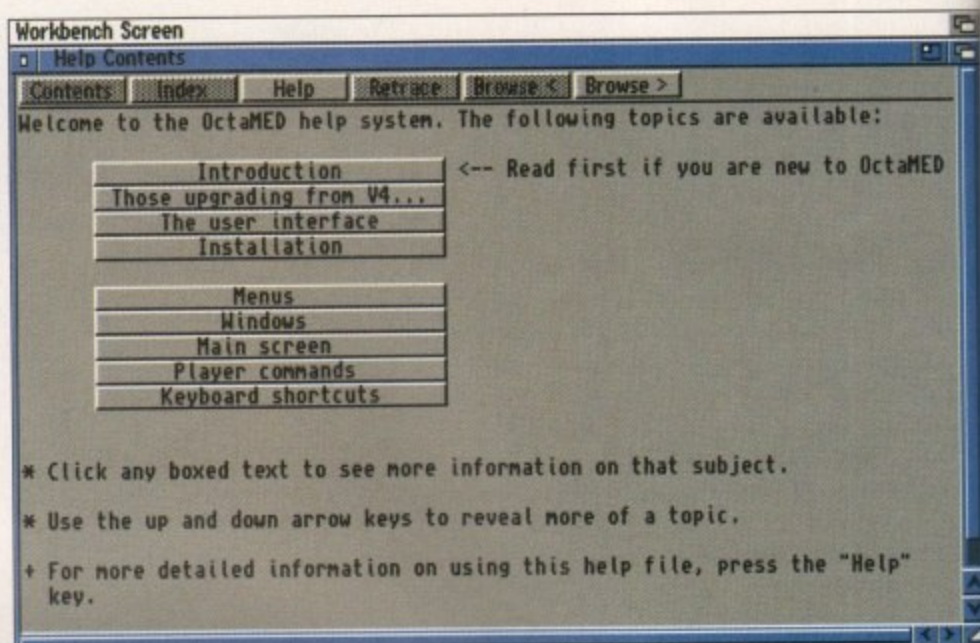 Workbench Screen
Help Contents
Contents Index Help Retrace Browse < Browse >
Welcome to the OctaMED help system. The following topics are available:
Introduction <-- Read first if you are new to OctaMED
Those upgrading from V4...
The user interface
Installation
Menus
Windows
Main screen
Player commands
Keyboard shortcuts
* Click any boxed text to see more information on that subject.
* Use the up and down arrow keys to reveal more of a topic.
+ For more detailed information on using this help file, press the "Help"
key.